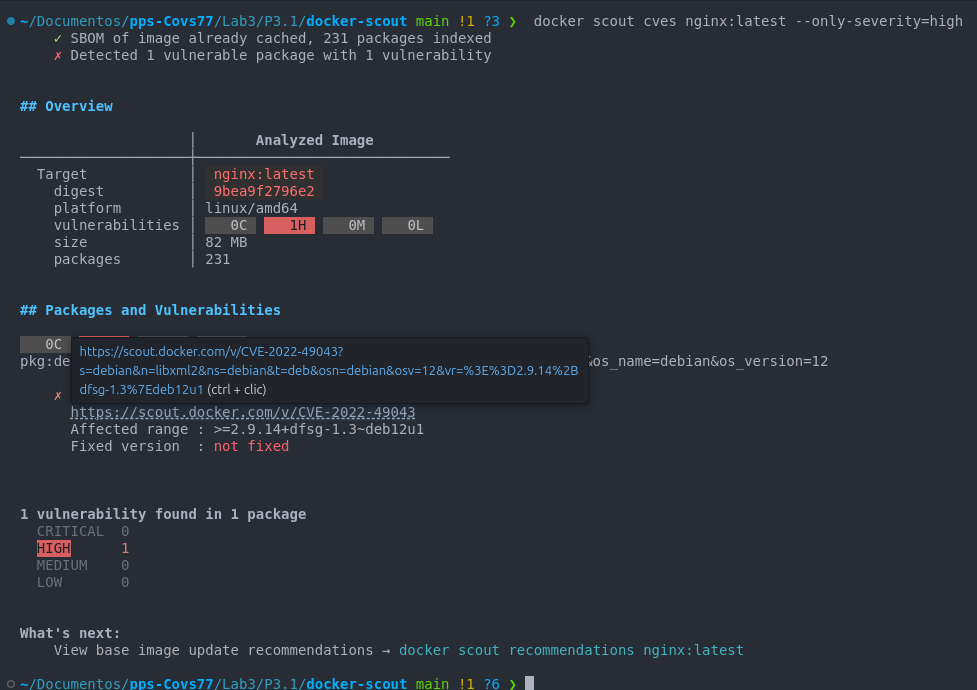 ~/Documentos/pps-Covs77/Lab3/P3.1/docker-scout main !1 ?3 ❯ docker scout cves nginx:latest --only-severity=high
✓ SBOM of image already cached, 231 packages indexed
✗ Detected 1 vulnerable package with 1 vulnerability
## Overview
│ Analyzed Image
Target │ nginx:latest
digest │ 9bea9f2796e2
platform │ linux/amd64
vulnerabilities │ 0C 1H 0M 0L
size │ 82 MB
packages │ 231
## Packages and Vulnerabilities
0C
https://scout.docker.com/v/CVE-2022-49043?
pkg:de &os_name=debian&os_version=12
s=debian&n=libxml2&ns=debian&t=deb&osn=debian&osv=12&vr=%3E%3D2.9.14%2B
dfsg-1.3%7Edeb12u1 (ctrl + clic)
✗
https://scout.docker.com/v/CVE-2022-49043
Affected range : >=2.9.14+dfsg-1.3~deb12u1
Fixed version : not fixed
1 vulnerability found in 1 package
CRITICAL 0
HIGH 1
MEDIUM 0
LOW 0
What's next:
View base image update recommendations → docker scout recommendations nginx:latest
~/Documentos/pps-Covs77/Lab3/P3.1/docker-scout main !1 ?6 ❯